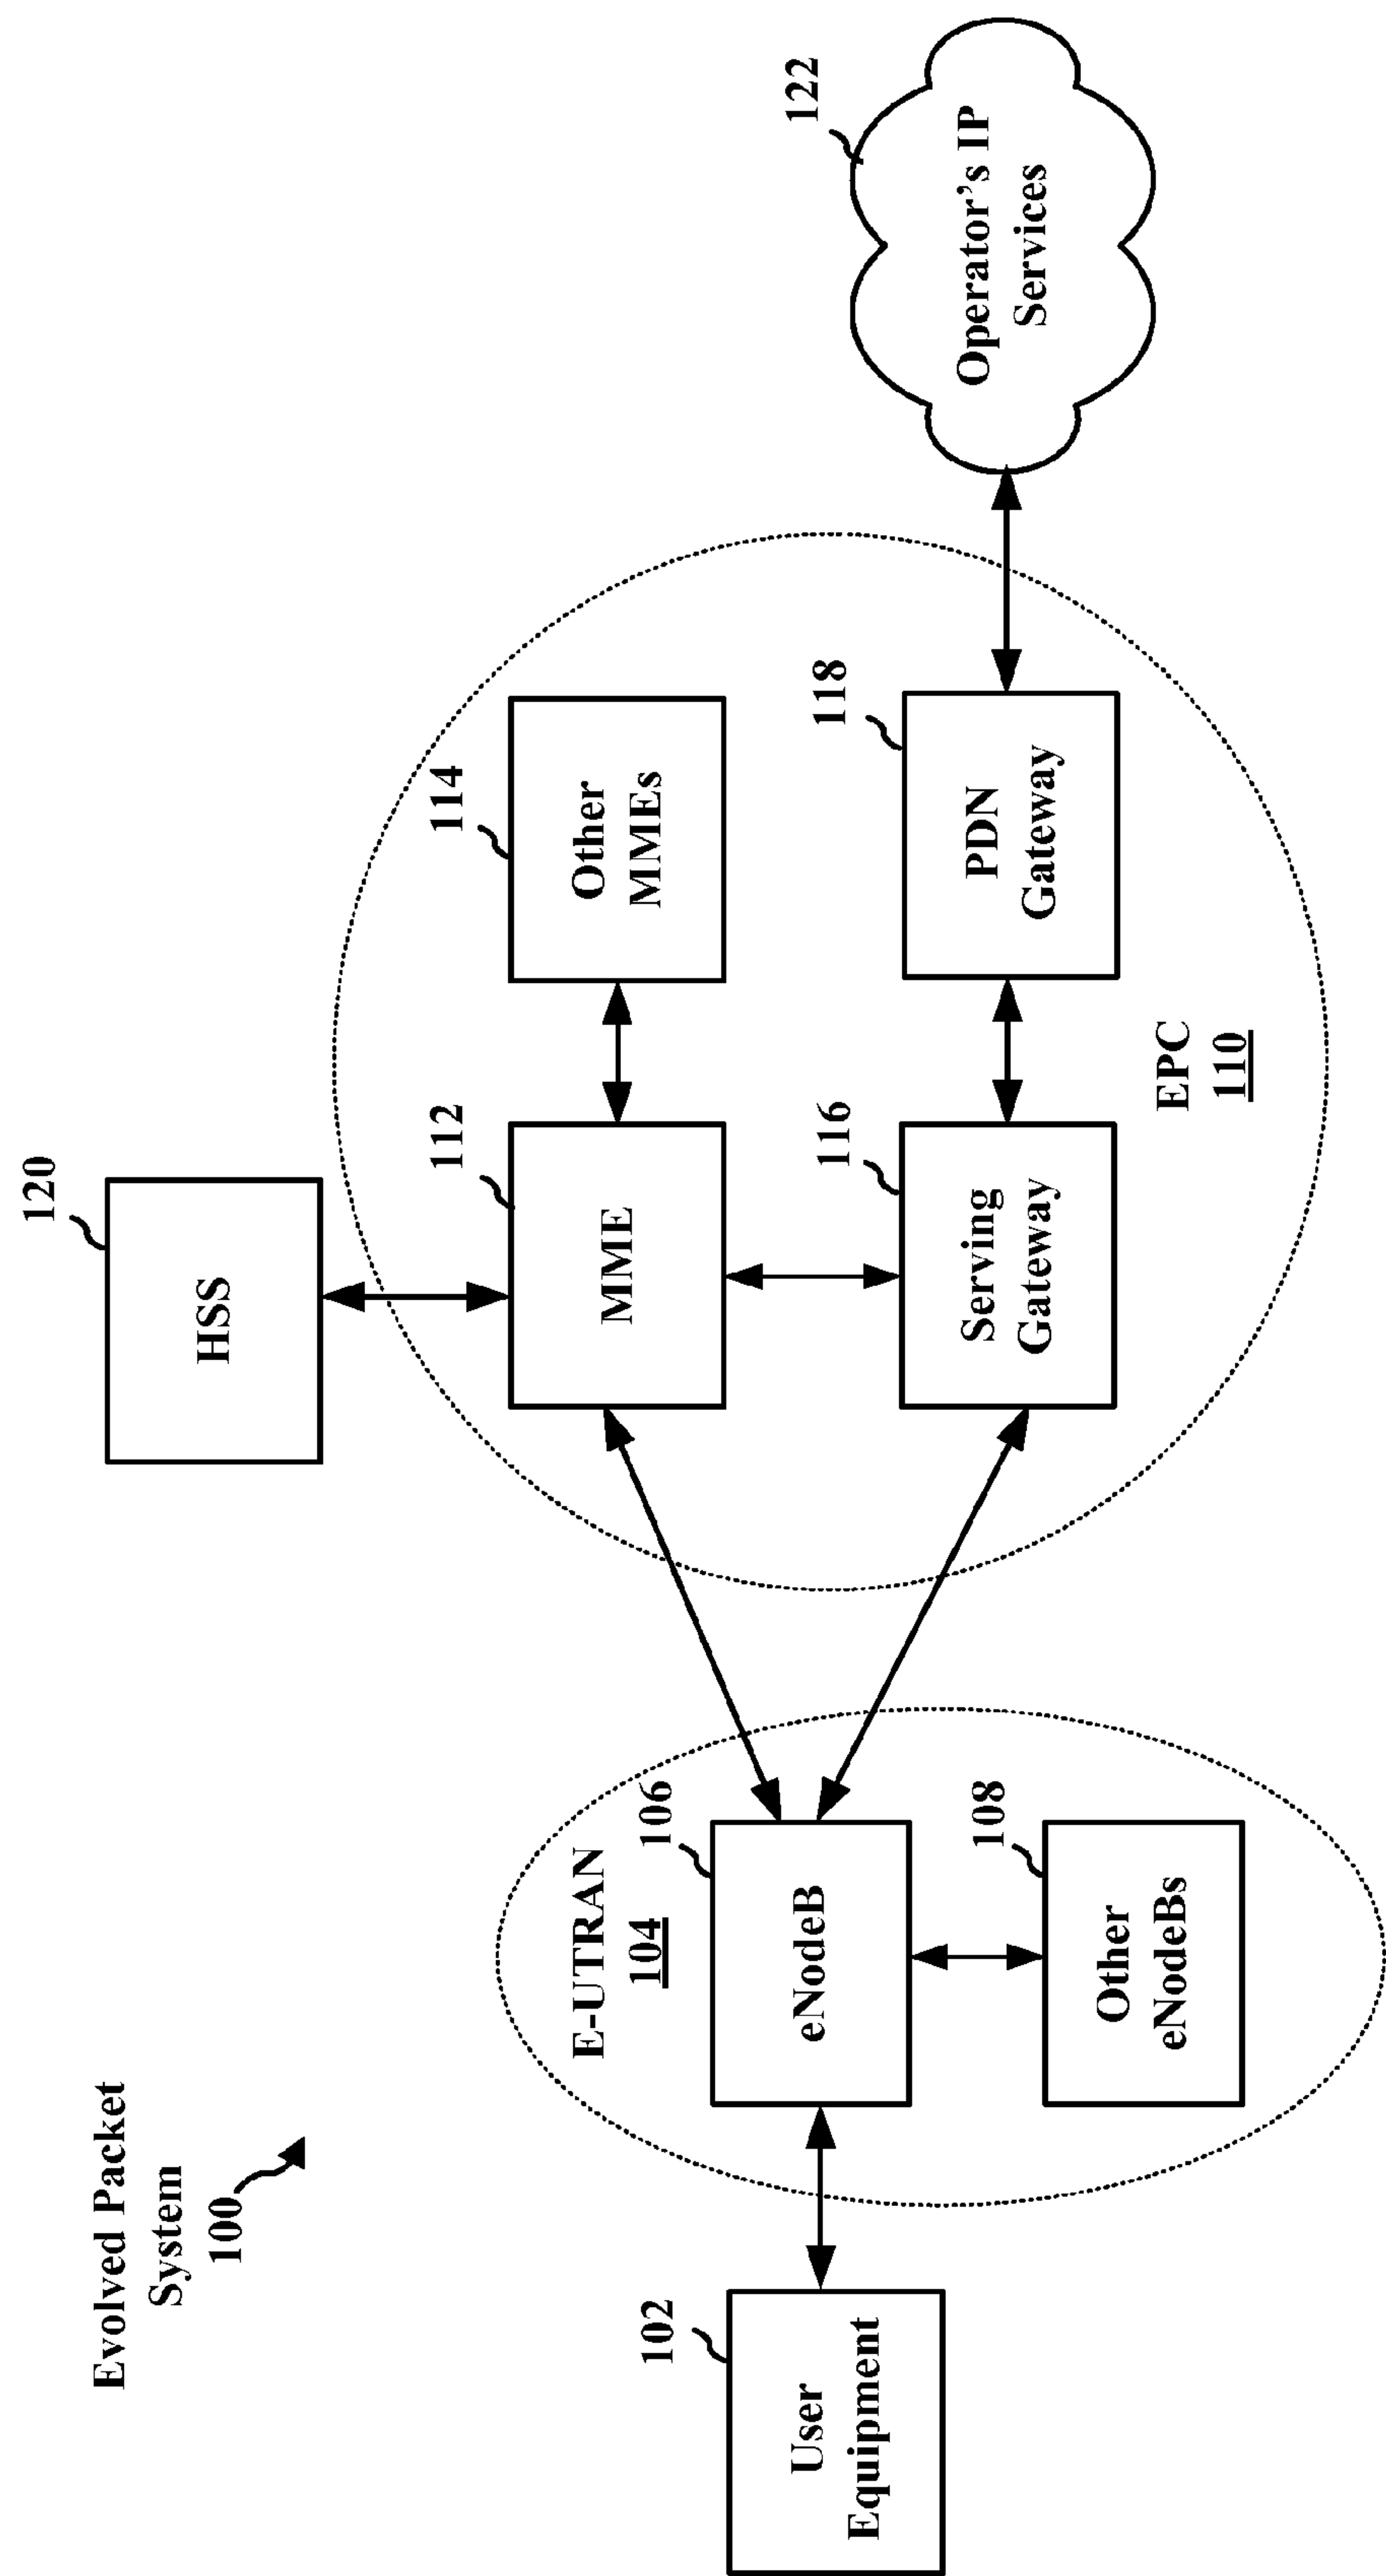 Evolved Packet
System
100
120
HSS
112
MME
114
Other
MMEs
122
Operator's IP
Services
E-UTRAN
104
102
User
Equipment
106
eNodeB
108
Other
eNodeBs
116
Serving
Gateway
118
PDN
Gateway
EPC
110